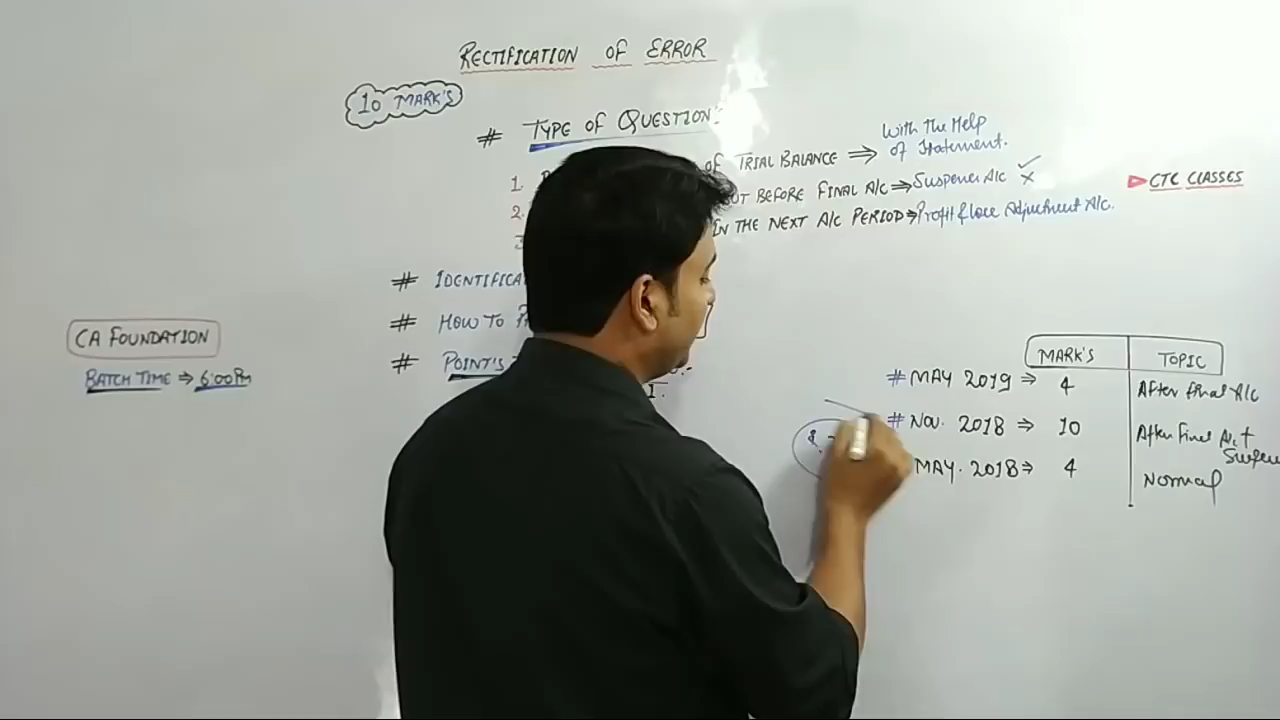 RECTIFICATION OF ERROR
10 MARK'S
# TYPE OF QUESTION:
1. OF TRIAL BALANCE ⇒ With The Help of Statement.
2. BUT BEFORE FINAL A/C ⇒ Suspense A/c ✓ ×
IN THE NEXT A/C PERIOD ⇒ Profit & loss Adjustment A/c.
▷ CTC CLASSES
# IDENTIFICA
# HOW TO
# POINT'S
CA FOUNDATION
BATCH TIME ⇒ 6:00 PM
MARK'S TOPIC
# MAY 2019 ⇒ 4 After final A/c
# Nov. 2018 ⇒ 10 After Final A/c + Suspen
MAY. 2018 ⇒ 4 Normal